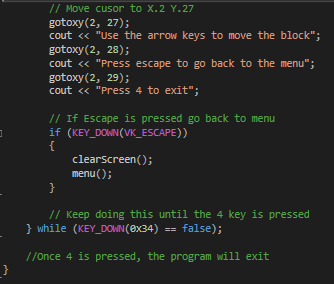 // Move cusor to X.2 Y.27
gotoxy(2, 27);
cout << "Use the arrow keys to move the block";
gotoxy(2, 28);
cout << "Press escape to go back to the menu";
gotoxy(2, 29);
cout << "Press 4 to exit";
// If Escape is pressed go back to menu
if (KEY_DOWN(VK_ESCAPE))
{
clearScreen();
menu();
}
// Keep doing this until the 4 key is pressed
} while (KEY_DOWN(0x34) == false);
//Once 4 is pressed, the program will exit
}